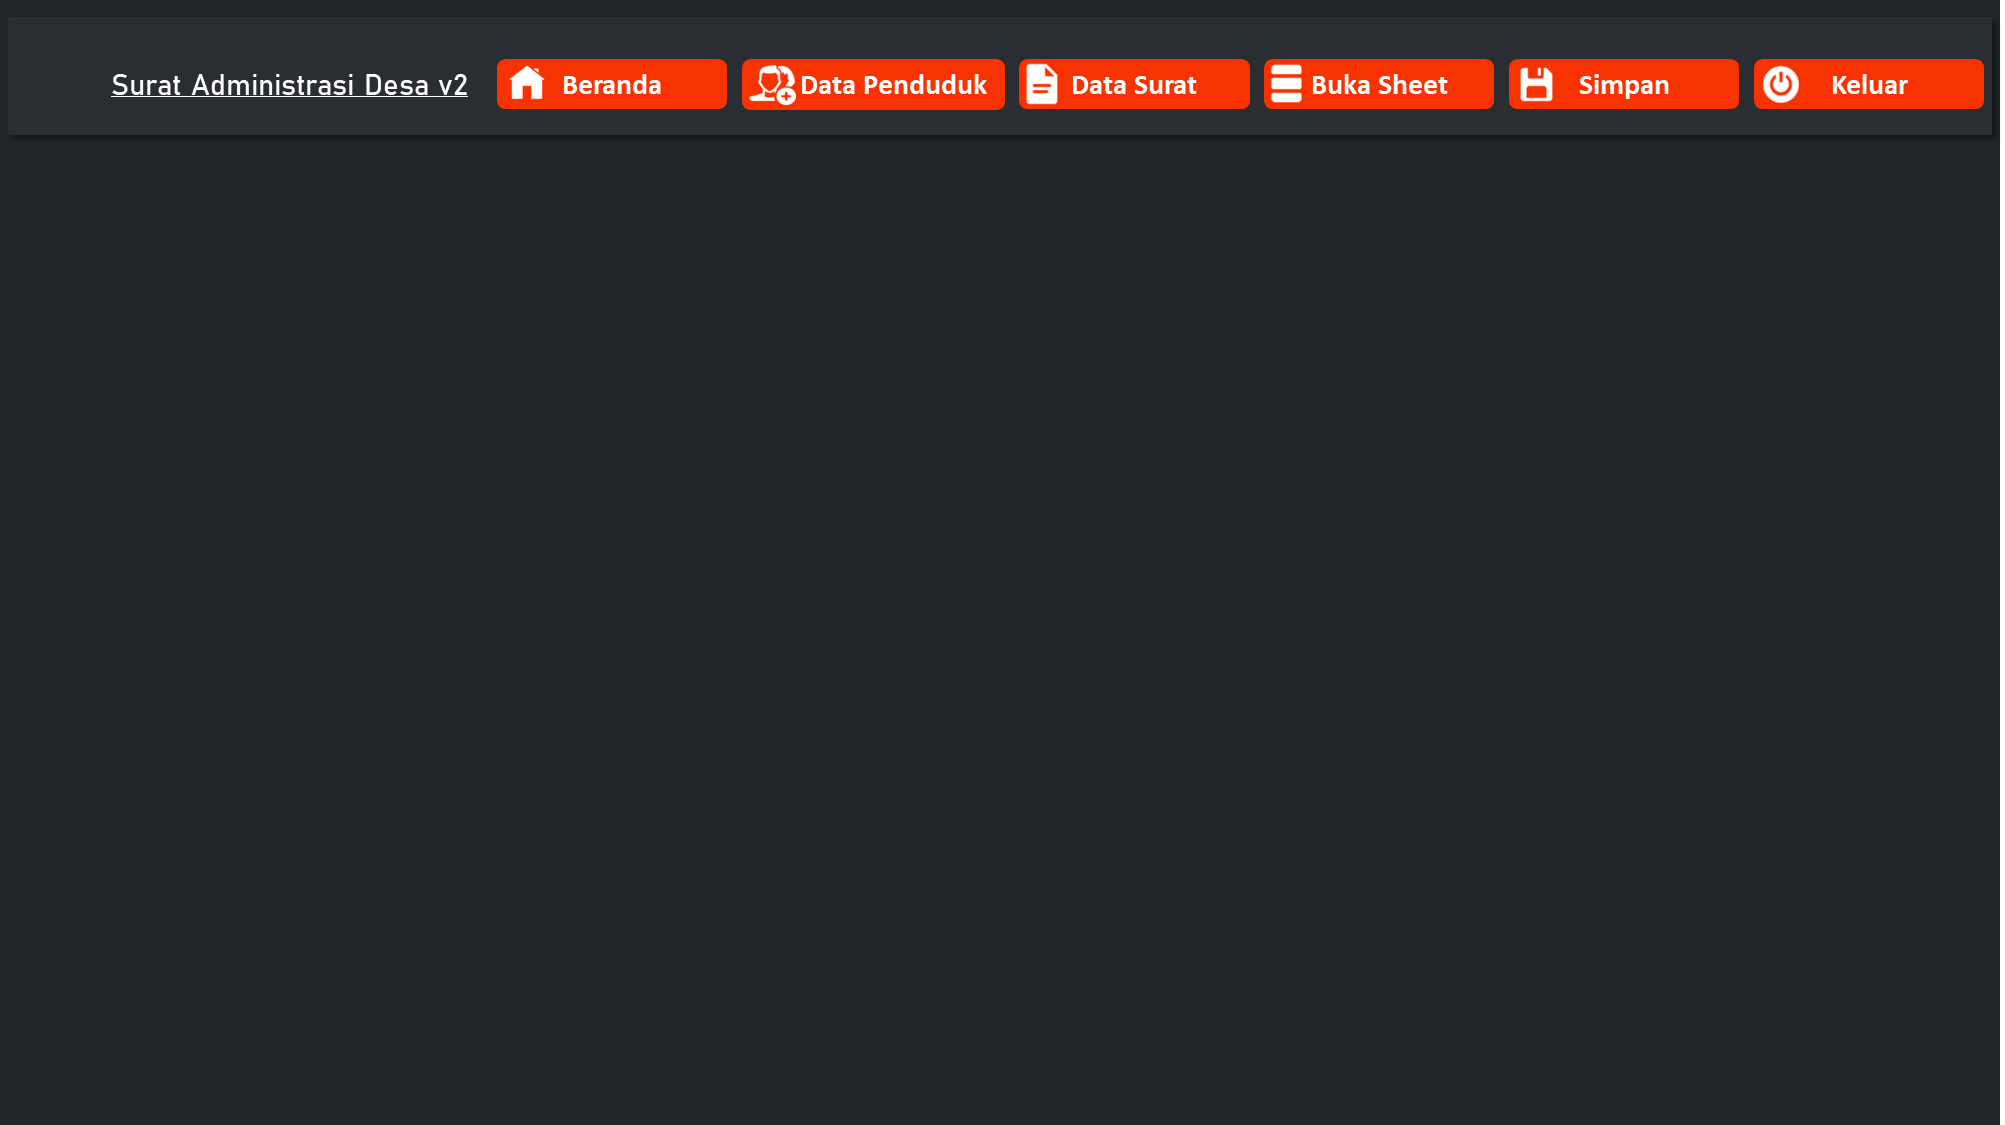 Surat Administrasi Desa v2
Beranda
Data Penduduk
Data Surat
Buka Sheet
Simpan
Keluar